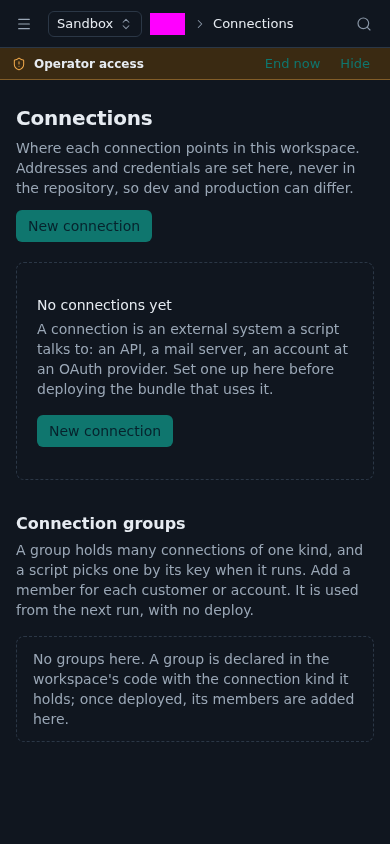 Sandbox
Connections
Operator access
End now
Hide
Connections
Where each connection points in this workspace.
Addresses and credentials are set here, never in
the repository, so dev and production can differ.
New connection
No connections yet
A connection is an external system a script
talks to: an API, a mail server, an account at
an OAuth provider. Set one up here before
deploying the bundle that uses it.
New connection
Connection groups
A group holds many connections of one kind, and
a script picks one by its key when it runs. Add a
member for each customer or account. It is used
from the next run, with no deploy.
No groups here. A group is declared in the
workspace's code with the connection kind it
holds; once deployed, its members are added
here.